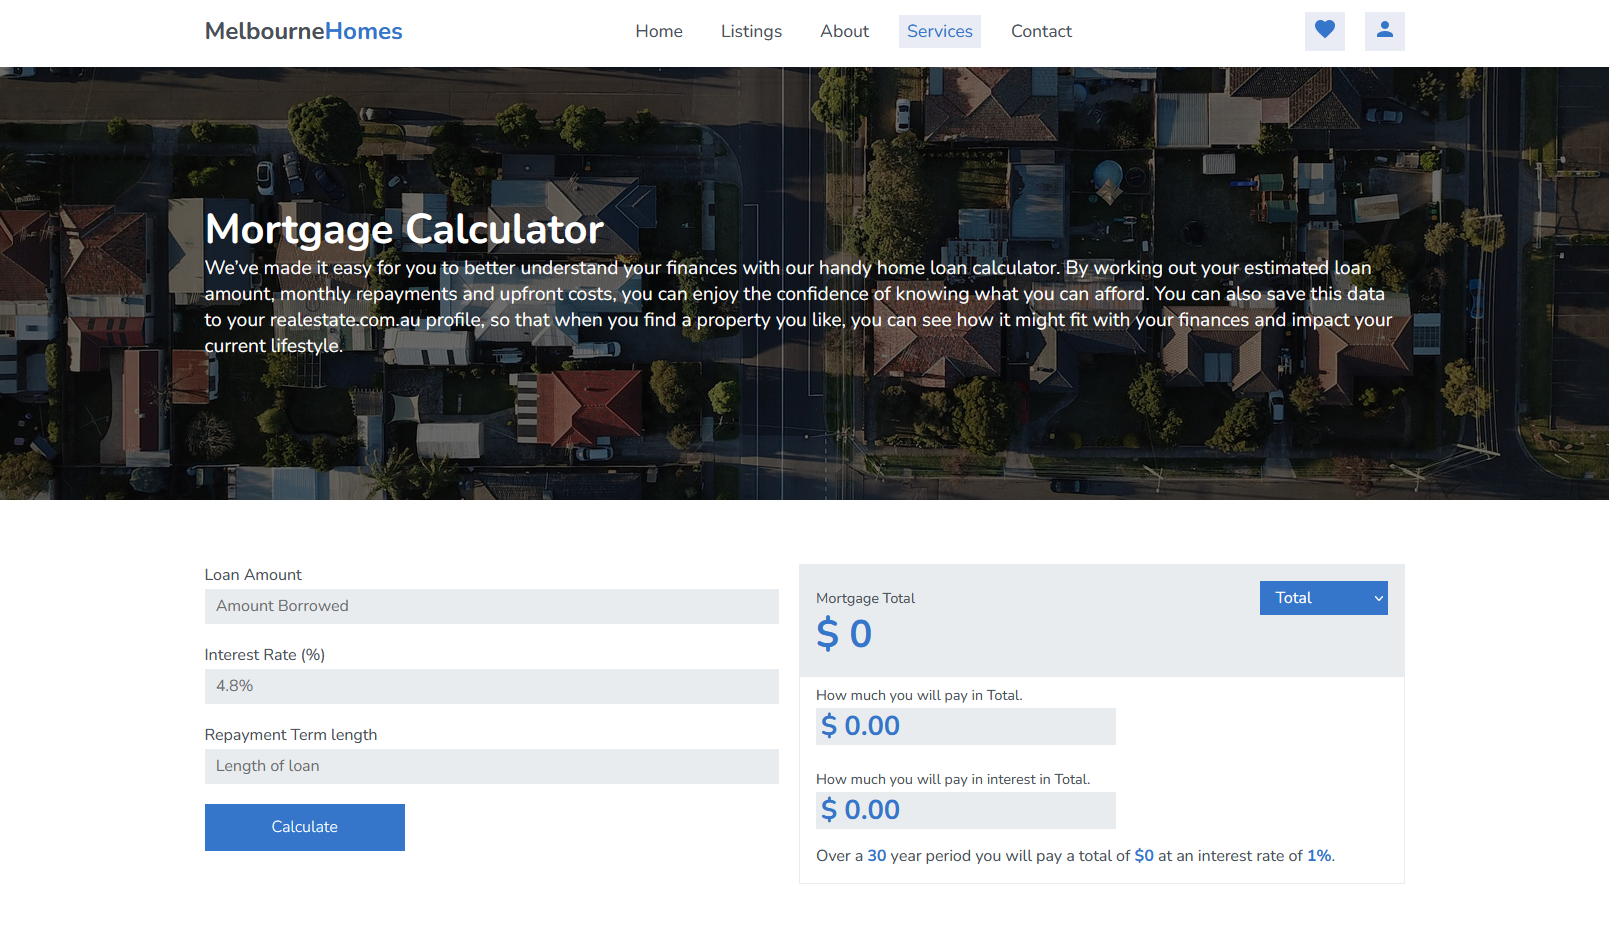 MelbourneHomes
Home
Listings
About
Services
Contact
Mortgage Calculator
We've made it easy for you to better understand your finances with our handy home loan calculator. By working out your estimated loan
amount, monthly repayments and upfront costs, you can enjoy the confidence of knowing what you can afford. You can also save this data
to your realestate.com.au profile, so that when you find a property you like, you can see how it might fit with your finances and impact your
current lifestyle.
Loan Amount
Amount Borrowed
Interest Rate (%)
4.8%
Repayment Term length
Length of loan
Calculate
Mortgage Total
Total
$ 0
How much you will pay in Total.
$ 0.00
How much you will pay in interest in Total.
$ 0.00
Over a 30 year period you will pay a total of $0 at an interest rate of 1%.